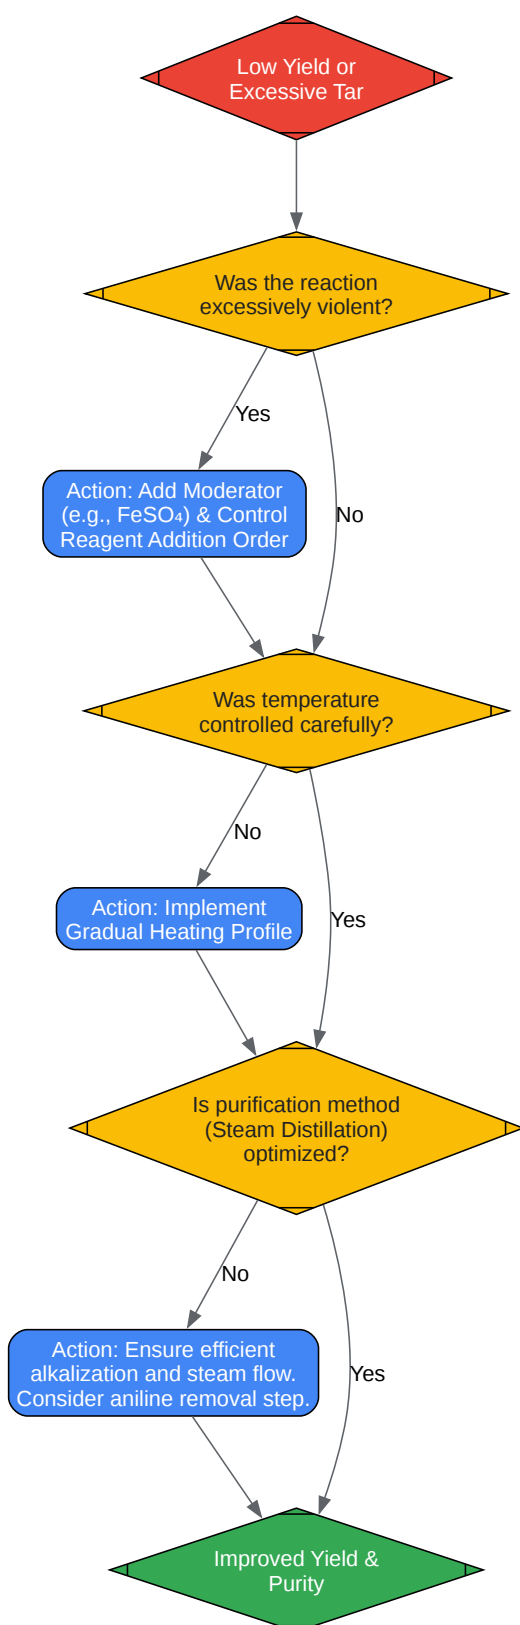 Low Yield or
Excessive Tar
Was the reaction
excessively violent?
Yes
Action: Add Moderator
(e.g., FeSO₄) & Control
Reagent Addition Order
No
Was temperature
controlled carefully?
No
Action: Implement
Gradual Heating Profile
Yes
Is purification method
(Steam Distillation)
optimized?
No
Action: Ensure efficient
alkalization and steam flow.
Consider aniline removal step.
Yes
Improved Yield &
Purity